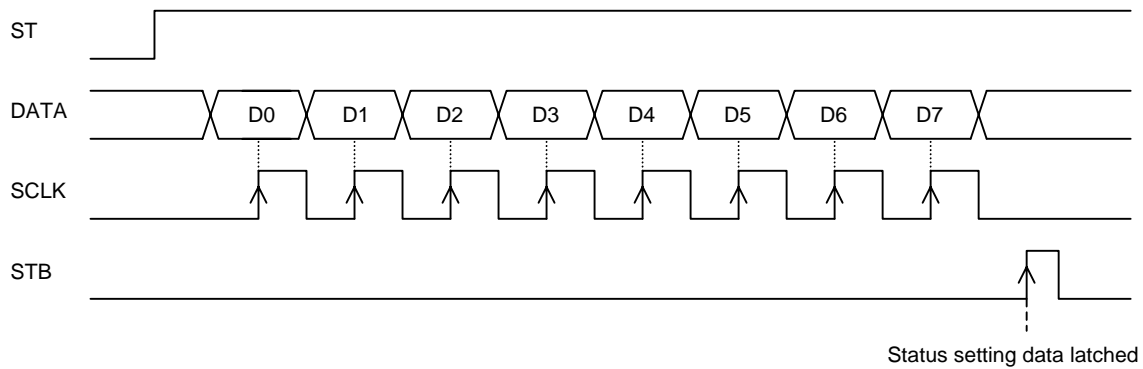 ST
DATA D0 D1 D2 D3 D4 D5 D6 D7
SCLK
STB
Status setting data latched